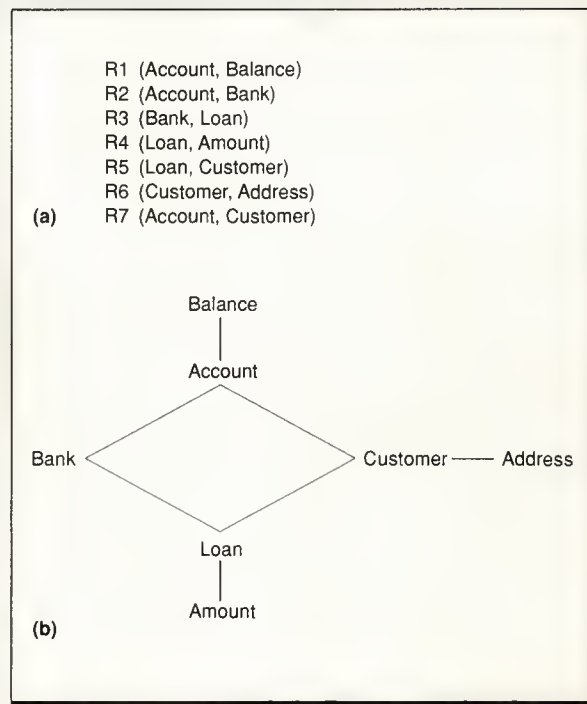 R1 (Account, Balance)
R2 (Account, Bank)
R3 (Bank, Loan)
R4 (Loan, Amount)
R5 (Loan, Customer)
R6 (Customer, Address)
(a) R7 (Account, Customer)
Balance
Account
Bank Customer Address
Loan
Amount
(b)